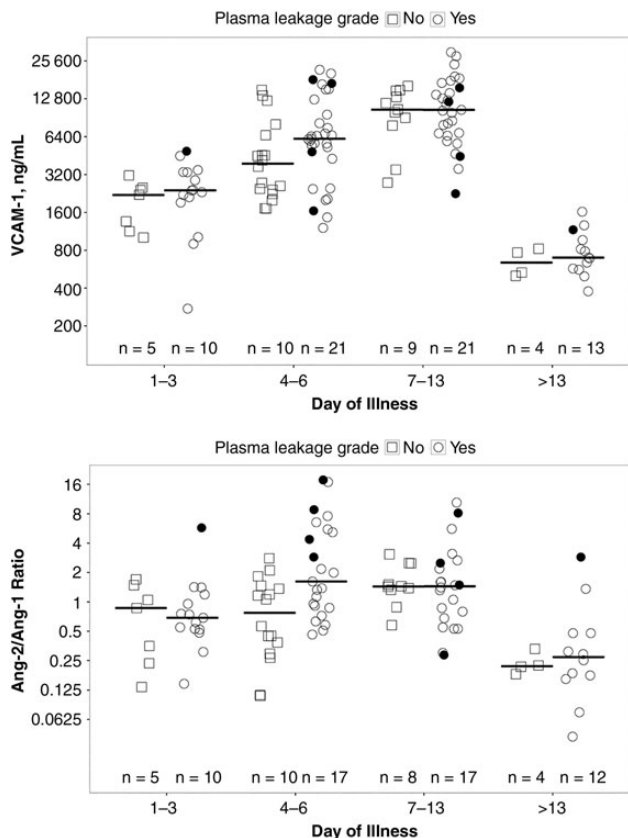 Plasma leakage grade No Yes
VCAM-1, ng/mL
25 600
12 800
6400
3200
1600
800
400
200
n = 5 n = 10 n = 10 n = 21 n = 9 n = 21 n = 4 n = 13
1–3 4–6 7–13 >13
Day of Illness
Plasma leakage grade No Yes
Ang-2/Ang-1 Ratio
16
8
4
2
1
0.5
0.25
0.125
0.0625
n = 5 n = 10 n = 10 n = 17 n = 8 n = 17 n = 4 n = 12
1–3 4–6 7–13 >13
Day of Illness